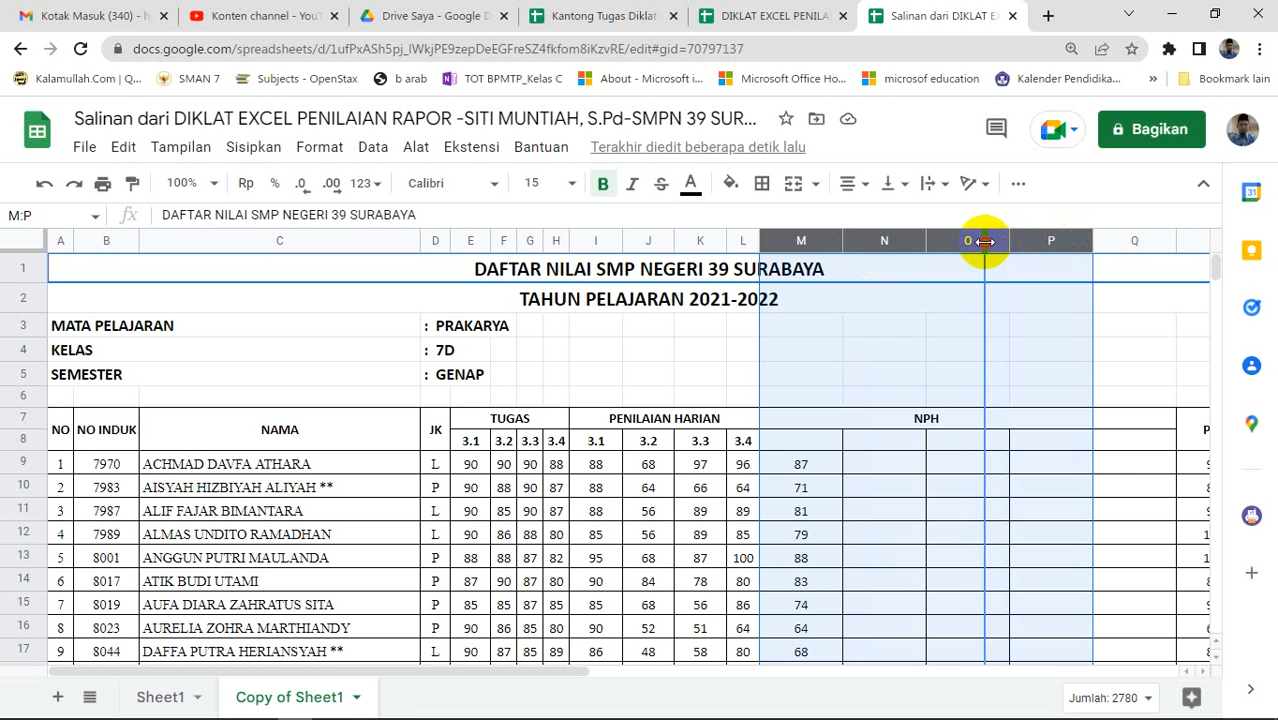 Kotak Masuk (340) - h
Konten channel - YouT
Drive Saya - Google D
Kantong Tugas Diklat
DIKLAT EXCEL PENILA
Salinan dari DIKLAT EX
docs.google.com/spreadsheets/d/1ufPxASh5pj_IWkjPE9zepDeEGFreSZ4fkfom8iKzvRE/edit#gid=70797137
Kalamullah.Com | Qu...
SMAN 7
Subjects - OpenStax
b arab
TOT BPMTP_Kelas C
About - Microsoft i...
Microsoft Office Ho...
microsof education
Kalender Pendidika...
»
Bookmark lain
Salinan dari DIKLAT EXCEL PENILAIAN RAPOR -SITI MUNTIAH, S.Pd-SMPN 39 SUR...
Bagikan
File Edit Tampilan Sisipkan Format Data Alat Ekstensi Bantuan Terakhir diedit beberapa detik lalu
100% Rp % .0 .00 123 Calibri 15 B I S A
M:P fx DAFTAR NILAI SMP NEGERI 39 SURABAYA
A B C D E F G H I J K L M N O P Q
1 DAFTAR NILAI SMP NEGERI 39 SURABAYA
2 TAHUN PELAJARAN 2021-2022
3 MATA PELAJARAN : PRAKARYA
4 KELAS : 7D
5 SEMESTER : GENAP
6
7 NO NO INDUK NAMA JK TUGAS PENILAIAN HARIAN NPH P
8 3.1 3.2 3.3 3.4 3.1 3.2 3.3 3.4
9 1 7970 ACHMAD DAVFA ATHARA L 90 90 90 88 88 68 97 96 87 9
10 2 7983 AISYAH HIZBIYAH ALIYAH ** P 90 88 90 87 88 64 66 64 71 8
11 3 7987 ALIF FAJAR BIMANTARA L 90 85 90 87 88 56 89 89 81 8
12 4 7989 ALMAS UNDITO RAMADHAN L 90 88 88 80 88 56 89 85 79 1
13 5 8001 ANGGUN PUTRI MAULANDA P 88 88 87 82 95 68 87 100 88 1
14 6 8017 ATIK BUDI UTAMI P 87 90 87 80 90 84 78 80 83 8
15 7 8019 AUFA DIARA ZAHRATUS SITA P 85 85 87 85 85 68 56 86 74 9
16 8 8023 AURELIA ZOHRA MARTHIANDY P 90 86 85 80 90 52 51 64 64 6
17 9 8044 DAFFA PUTRA HERIANSYAH ** L 90 87 85 89 86 48 58 80 68
Sheet1 Copy of Sheet1 Jumlah: 2780